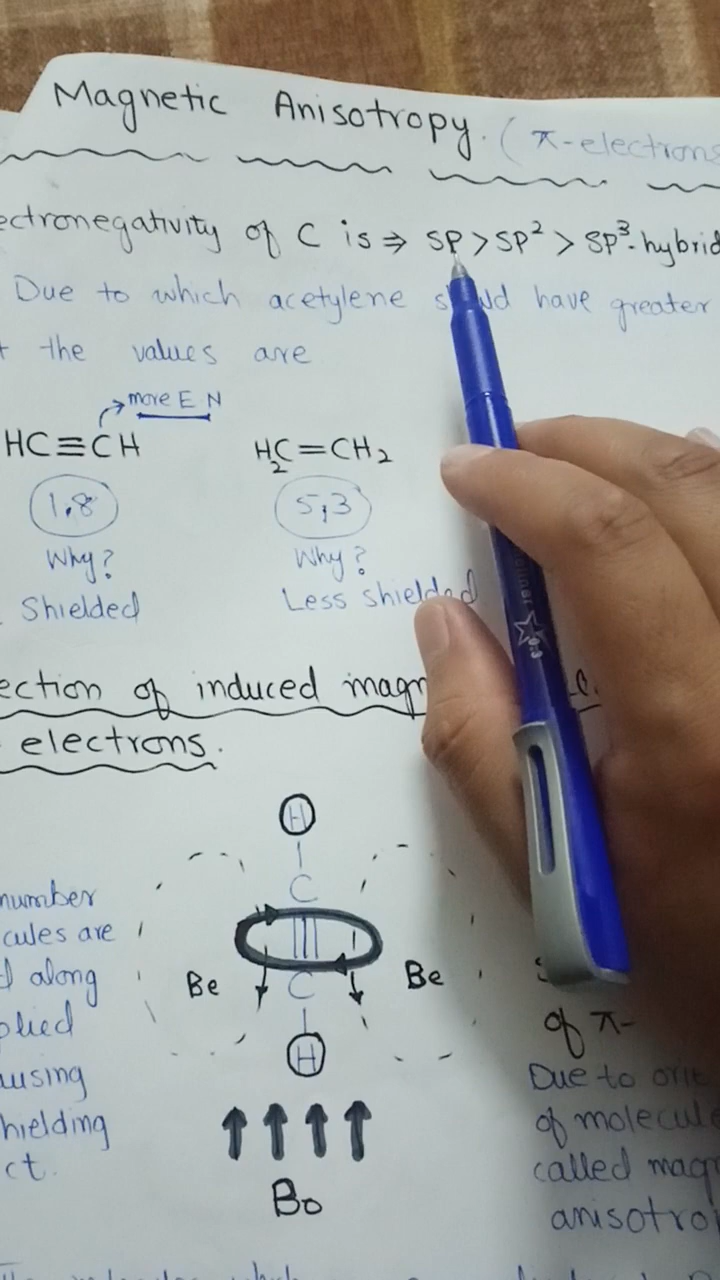 Magnetic Anisotropy. (π-electrons
ectronegativity of C is ⇒ SP > SP² > SP³-hybrid
Due to which acetylene should have greater
the values are
more E N
HC≡CH H₂C=CH₂
1,8 5,3
Why? Why?
Shielded Less shielded
ection of induced magn
electrons.
H
C
number
cules are
along
Be Be
C
plied
of π-
H
using
Due to
hielding
of molecul
ct.
called mag
B₀
anisotro